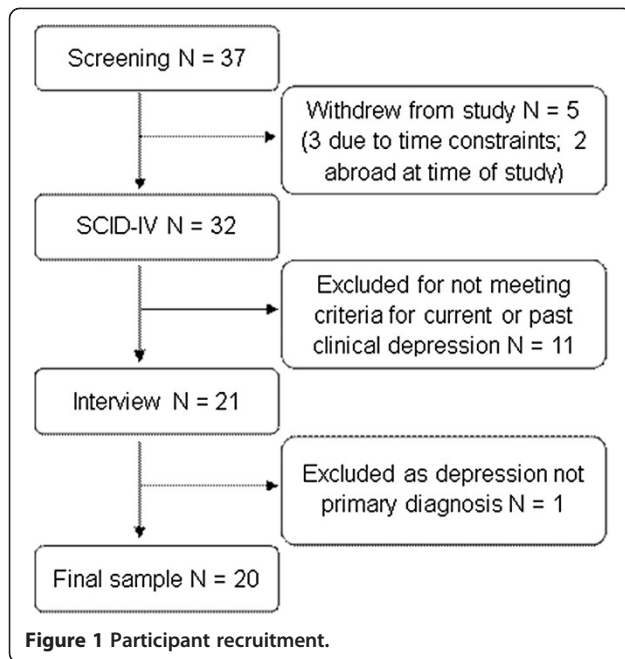 Screening N = 37
Withdrew from study N = 5
(3 due to time constraints; 2
abroad at time of study)
SCID-IV N = 32
Excluded for not meeting
criteria for current or past
clinical depression N = 11
Interview N = 21
Excluded as depression not
primary diagnosis N = 1
Final sample N = 20
Figure 1 Participant recruitment.